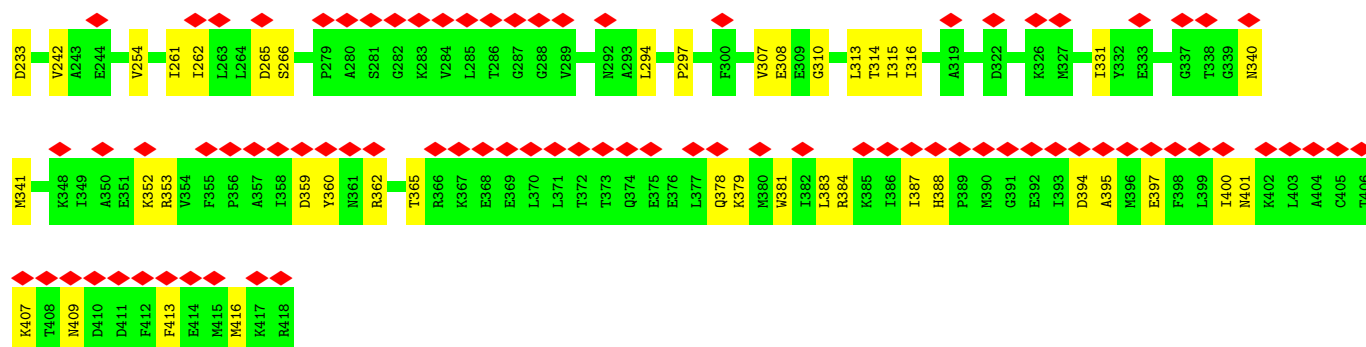 D233 V242 A243 E244 V254 I261 I262 L263 L264 D265 S266 P279 A280 S281 G282 K283 V284 L285 T286 G287 G288 V289 N292 A293 L294 P297 F300 V307 E308 E309 G310 L313 T314 I315 I316 A319 D322 K326 M327 I331 Y332 E333 G337 T338 G339 N340
M341 K348 I349 A350 E351 K352 R353 V354 F355 P356 A357 I358 D359 Y360 N361 R362 T365 R366 K367 E368 E369 L370 L371 T372 T373 Q374 E375 E376 L377 Q378 K379 M380 W381 I382 L383 R384 K385 I386 I387 H388 P389 M390 G391 E392 I393 D394 A395 M396 E397 F398 L399 I400 N401 K402 L403 A404 C405 T406
K407 T408 N409 D410 D411 F412 F413 E414 M415 M416 K417 R418